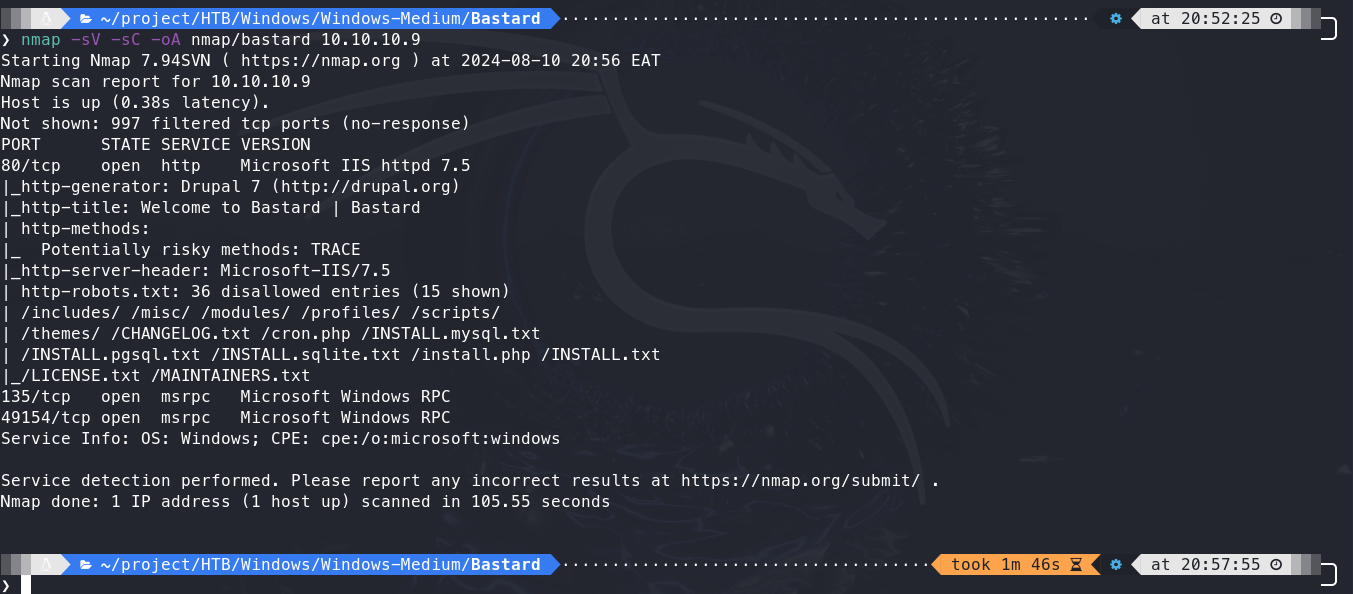 ~/project/HTB/Windows/Windows-Medium/Bastard at 20:52:25
❯ nmap -sV -sC -oA nmap/bastard 10.10.10.9
Starting Nmap 7.94SVN ( https://nmap.org ) at 2024-08-10 20:56 EAT
Nmap scan report for 10.10.10.9
Host is up (0.38s latency).
Not shown: 997 filtered tcp ports (no-response)
PORT      STATE SERVICE VERSION
80/tcp    open  http    Microsoft IIS httpd 7.5
|_http-generator: Drupal 7 (http://drupal.org)
|_http-title: Welcome to Bastard | Bastard
| http-methods:
|_  Potentially risky methods: TRACE
|_http-server-header: Microsoft-IIS/7.5
| http-robots.txt: 36 disallowed entries (15 shown)
| /includes/ /misc/ /modules/ /profiles/ /scripts/
| /themes/ /CHANGELOG.txt /cron.php /INSTALL.mysql.txt
| /INSTALL.pgsql.txt /INSTALL.sqlite.txt /install.php /INSTALL.txt
|_/LICENSE.txt /MAINTAINERS.txt
135/tcp   open  msrpc   Microsoft Windows RPC
49154/tcp open  msrpc   Microsoft Windows RPC
Service Info: OS: Windows; CPE: cpe:/o:microsoft:windows
Service detection performed. Please report any incorrect results at https://nmap.org/submit/ .
Nmap done: 1 IP address (1 host up) scanned in 105.55 seconds
~/project/HTB/Windows/Windows-Medium/Bastard took 1m 46s at 20:57:55
❯